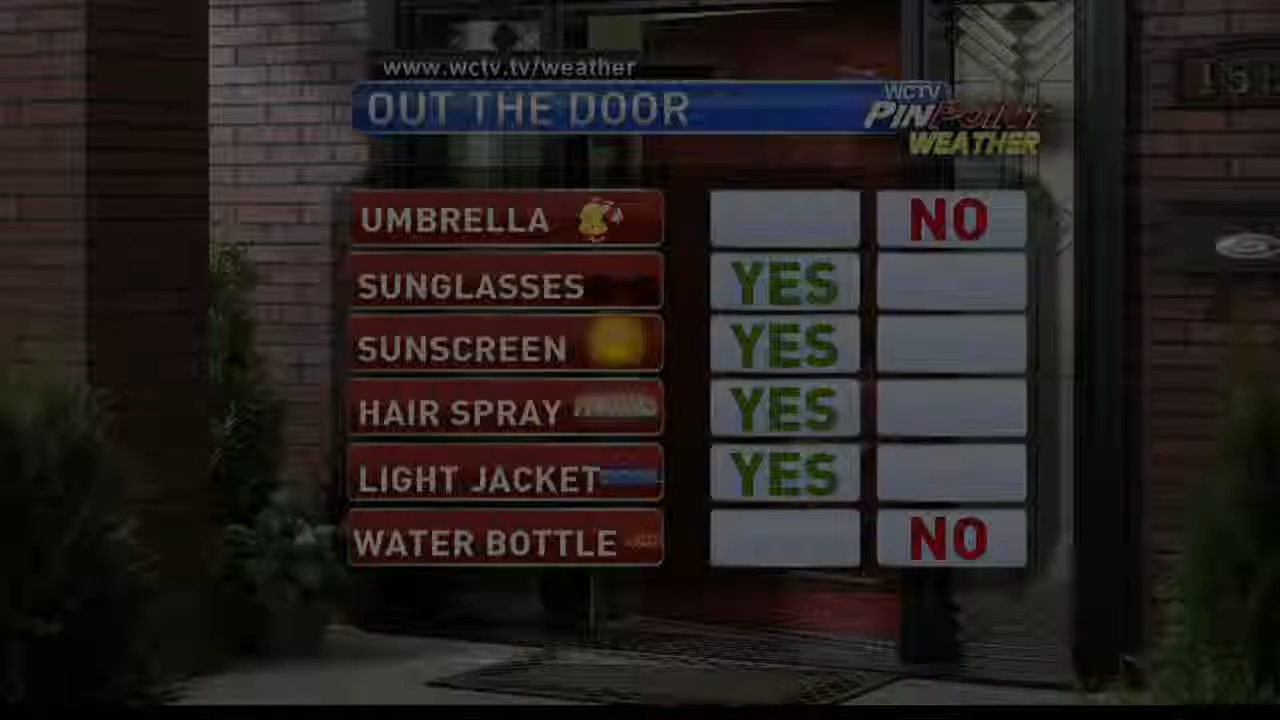 www.wctv.tv/weather
OUT THE DOOR
WCTV
PINPOINT
WEATHER
UMBRELLA NO
SUNGLASSES YES
SUNSCREEN YES
HAIR SPRAY YES
LIGHT JACKET YES
WATER BOTTLE NO